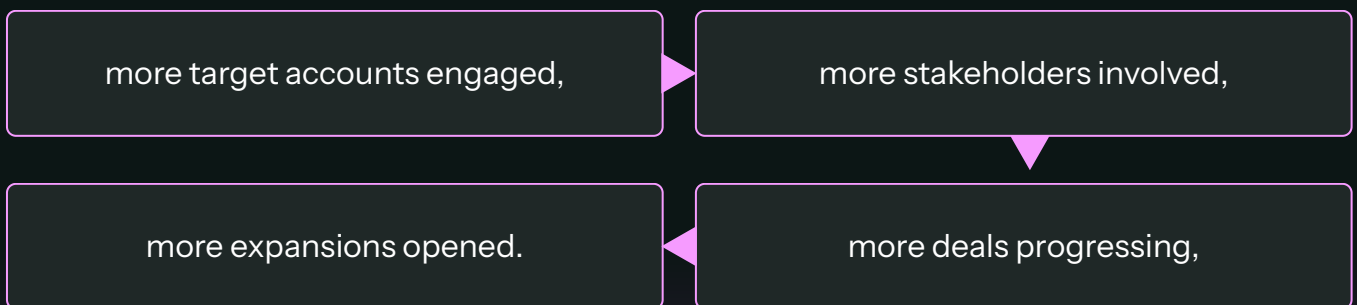 more target accounts engaged,
more stakeholders involved,
more deals progressing,
more expansions opened.